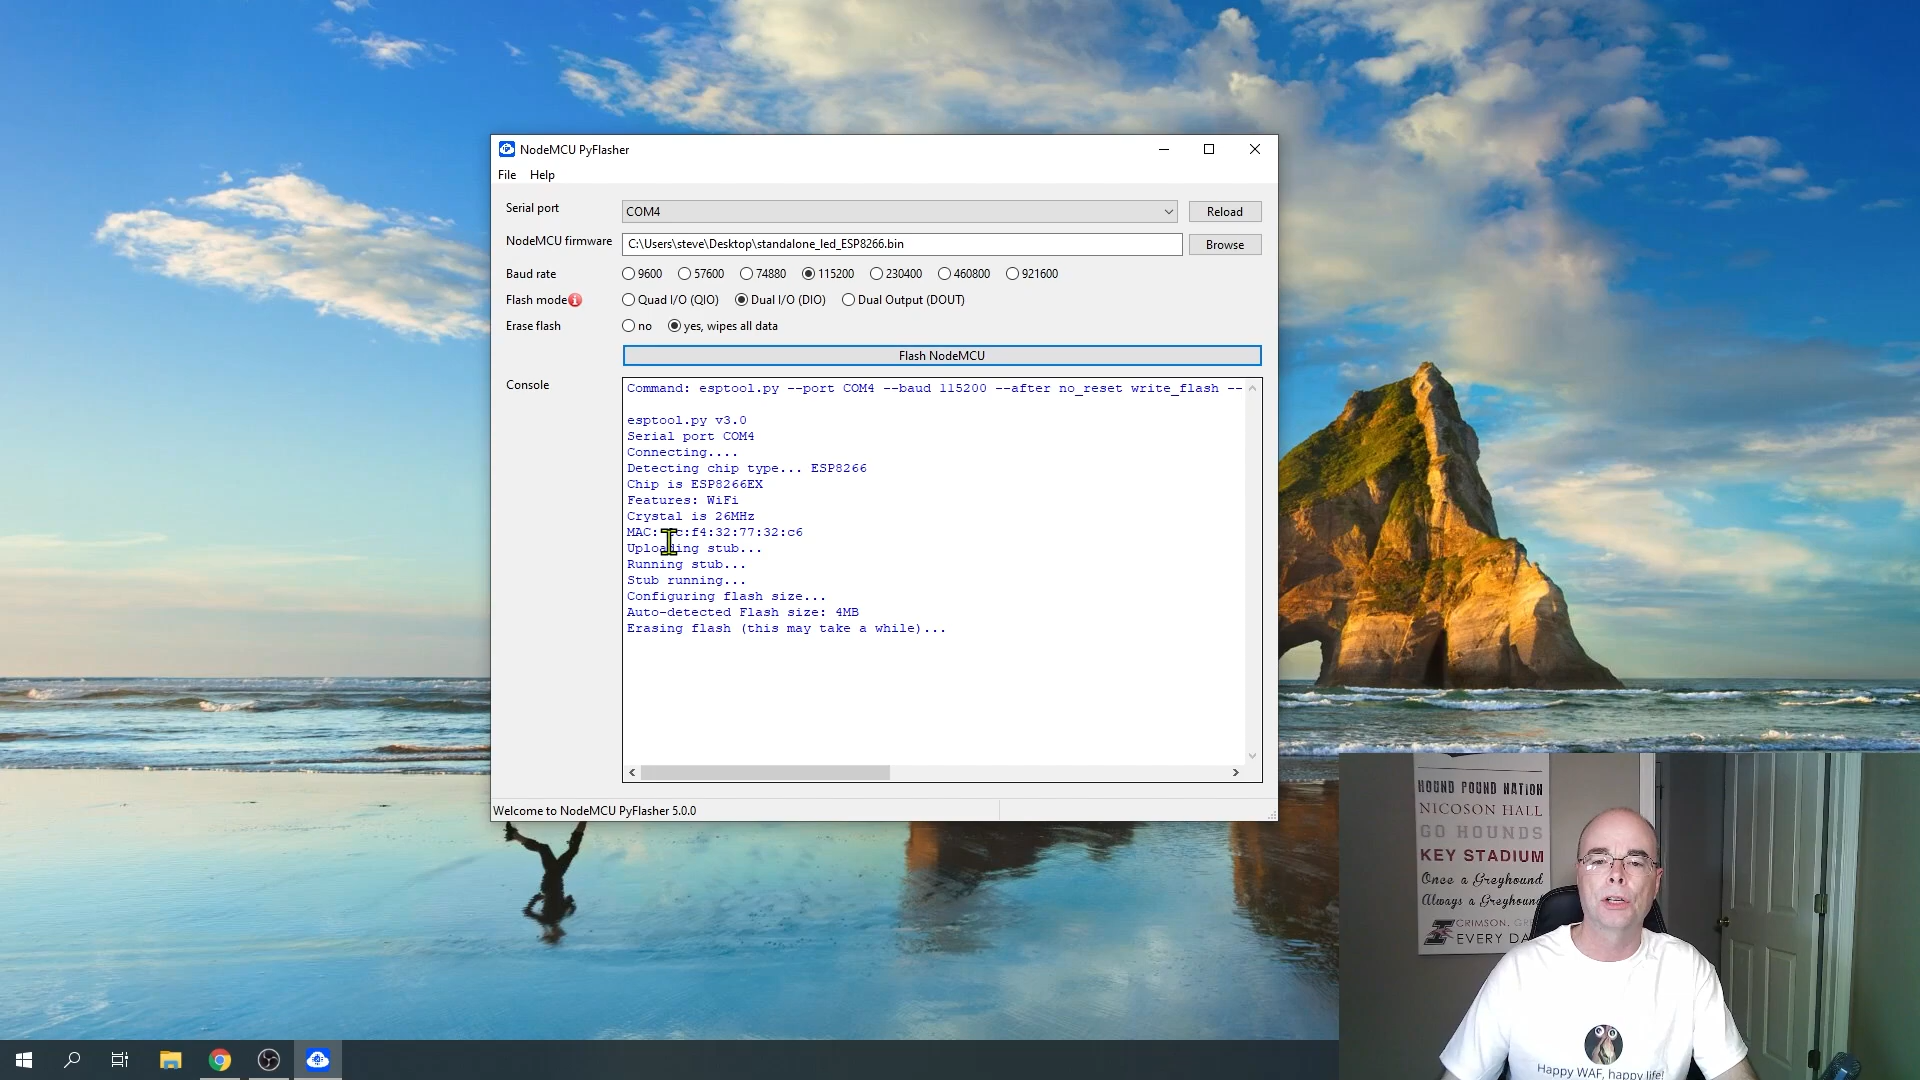 NodeMCU PyFlasher
File Help
Serial port COM4 Reload
NodeMCU firmware C:\Users\steve\Desktop\standalone_led_ESP8266.bin Browse
Baud rate 9600 57600 74880 115200 230400 460800 921600
Flash mode Quad I/O (QIO) Dual I/O (DIO) Dual Output (DOUT)
Erase flash no yes, wipes all data
Flash NodeMCU
Console
Command: esptool.py --port COM4 --baud 115200 --after no_reset write_flash --
esptool.py v3.0
Serial port COM4
Connecting....
Detecting chip type... ESP8266
Chip is ESP8266EX
Features: WiFi
Crystal is 26MHz
MAC: :f4:32:77:32:c6
Uploading stub...
Running stub...
Stub running...
Configuring flash size...
Auto-detected Flash size: 4MB
Erasing flash (this may take a while)...
Welcome to NodeMCU PyFlasher 5.0.0
HOUND POUND NATION
NICOSON HALL
GO HOUNDS
KEY STADIUM
Once a Greyhound
Always a Greyhound
CRIMSON,
EVERY DA
Happy WAF, happy life!